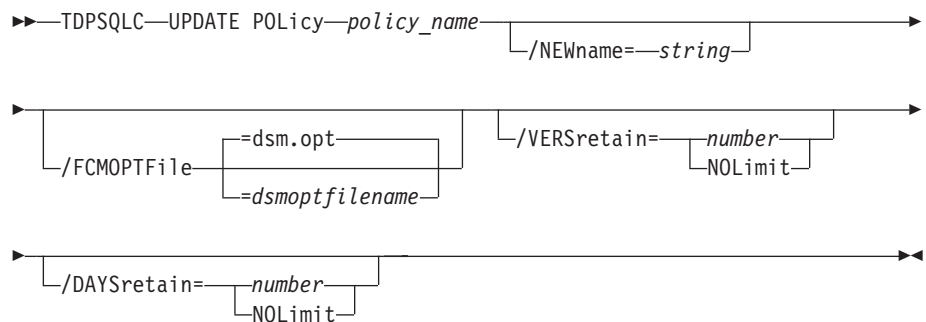 TDPSQLC UPDATE POLicy policy_name
/NEWname= string
=dsm.opt
/FCMOPTFile
=dsmoptfilename
/VERSretain= number
NOLimit
/DAYSretain= number
NOLimit